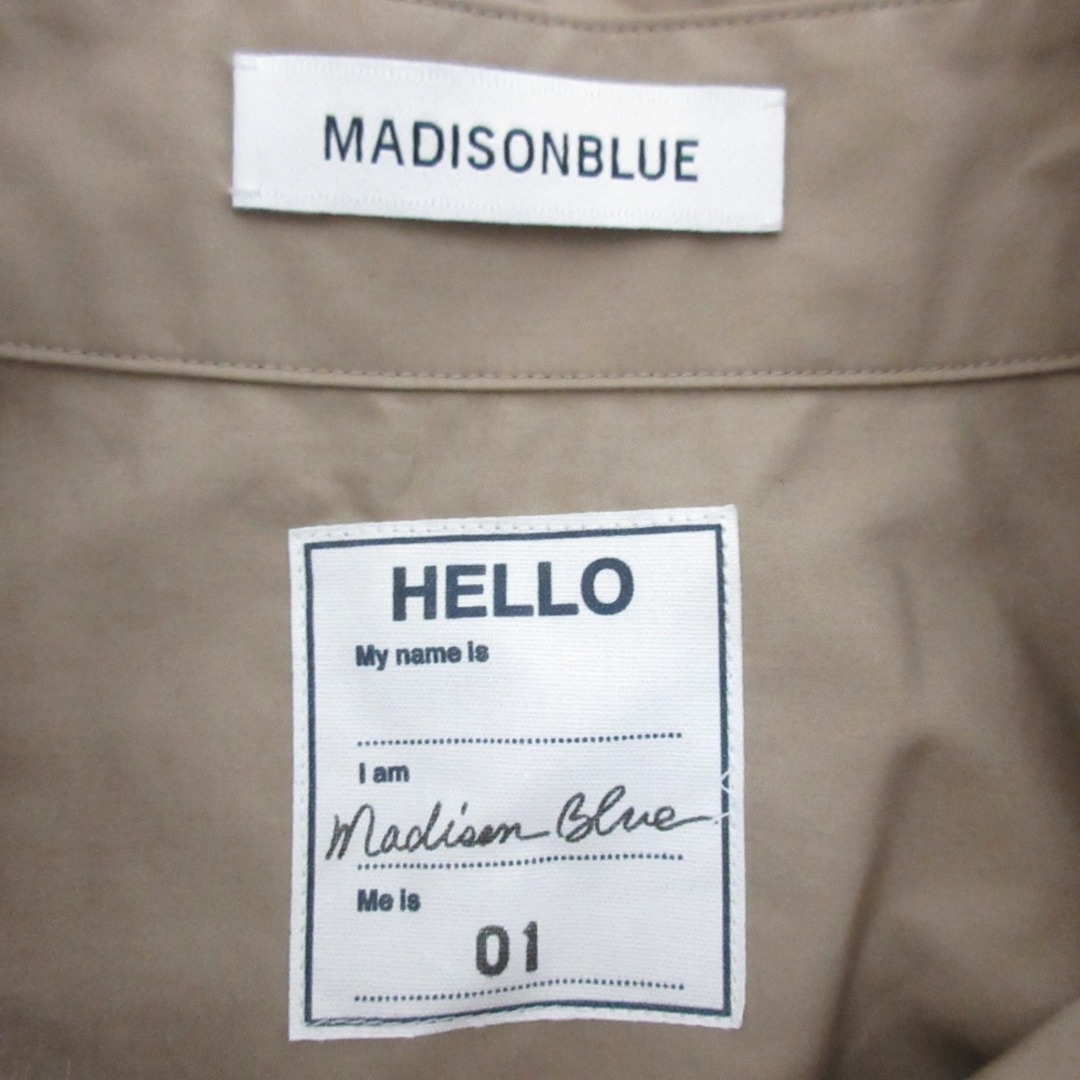 MADISONBLUE
HELLO
My name is
I am
Madison Blue
Me is
01